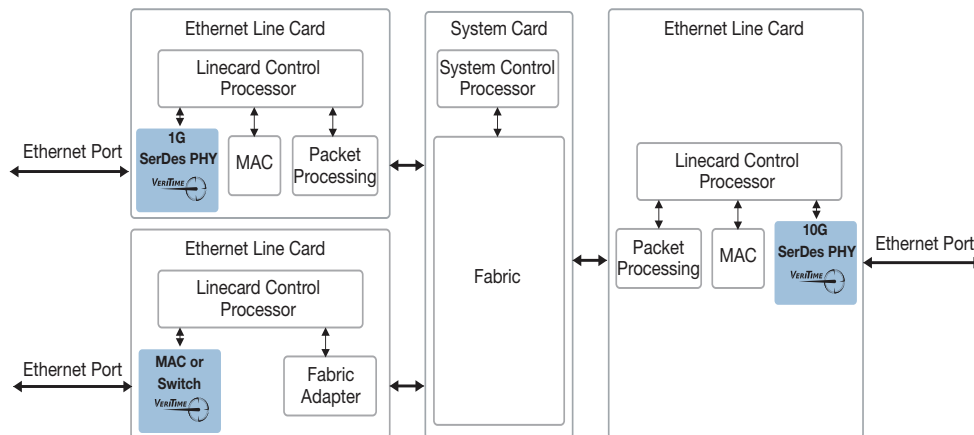 Ethernet Line Card
Linecard Control
Processor
1G
SerDes PHY
VERITIME
MAC
Packet
Processing
Ethernet Port
Ethernet Line Card
Linecard Control
Processor
MAC or
Switch
VERITIME
Fabric
Adapter
Ethernet Port
System Card
System Control
Processor
Fabric
Ethernet Line Card
Linecard Control
Processor
Packet
Processing
MAC
10G
SerDes PHY
VERITIME
Ethernet Port